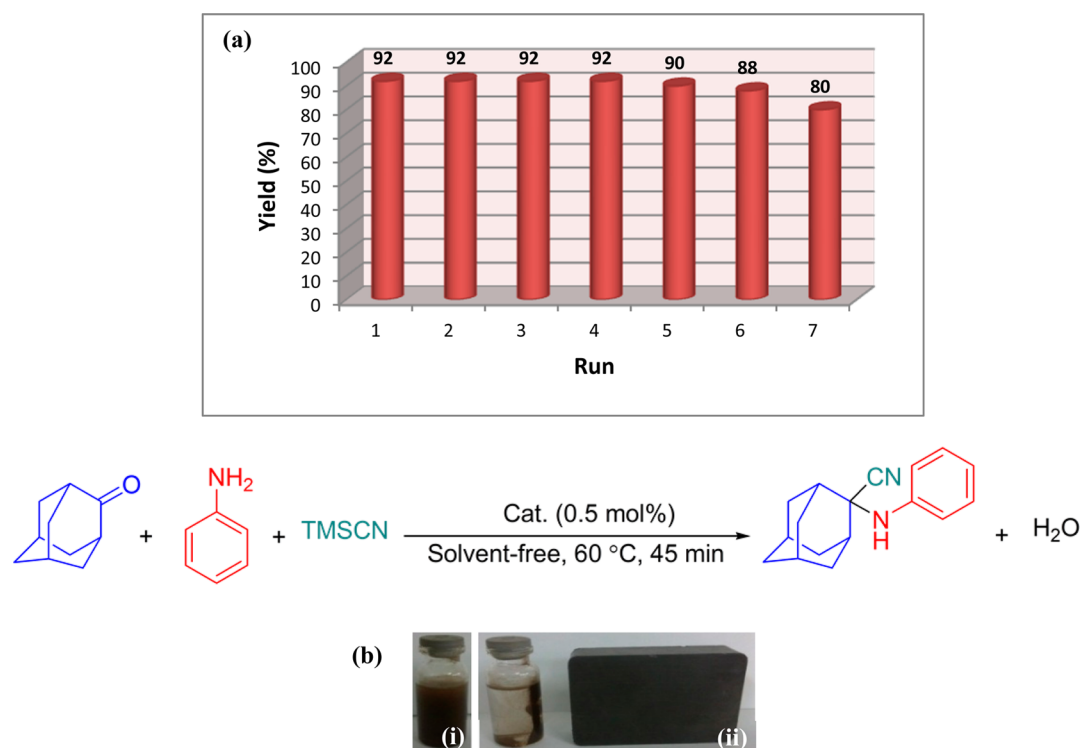 (a)
92 92 92 92 90 88 80
100
90
80
70
60
50
40
30
20
10
0
Yield (%)
1 2 3 4 5 6 7
Run
O + NH₂ + TMSCN
Cat. (0.5 mol%)
Solvent-free, 60 °C, 45 min
CN
N
H
+ H₂O
(b)
(i) (ii)